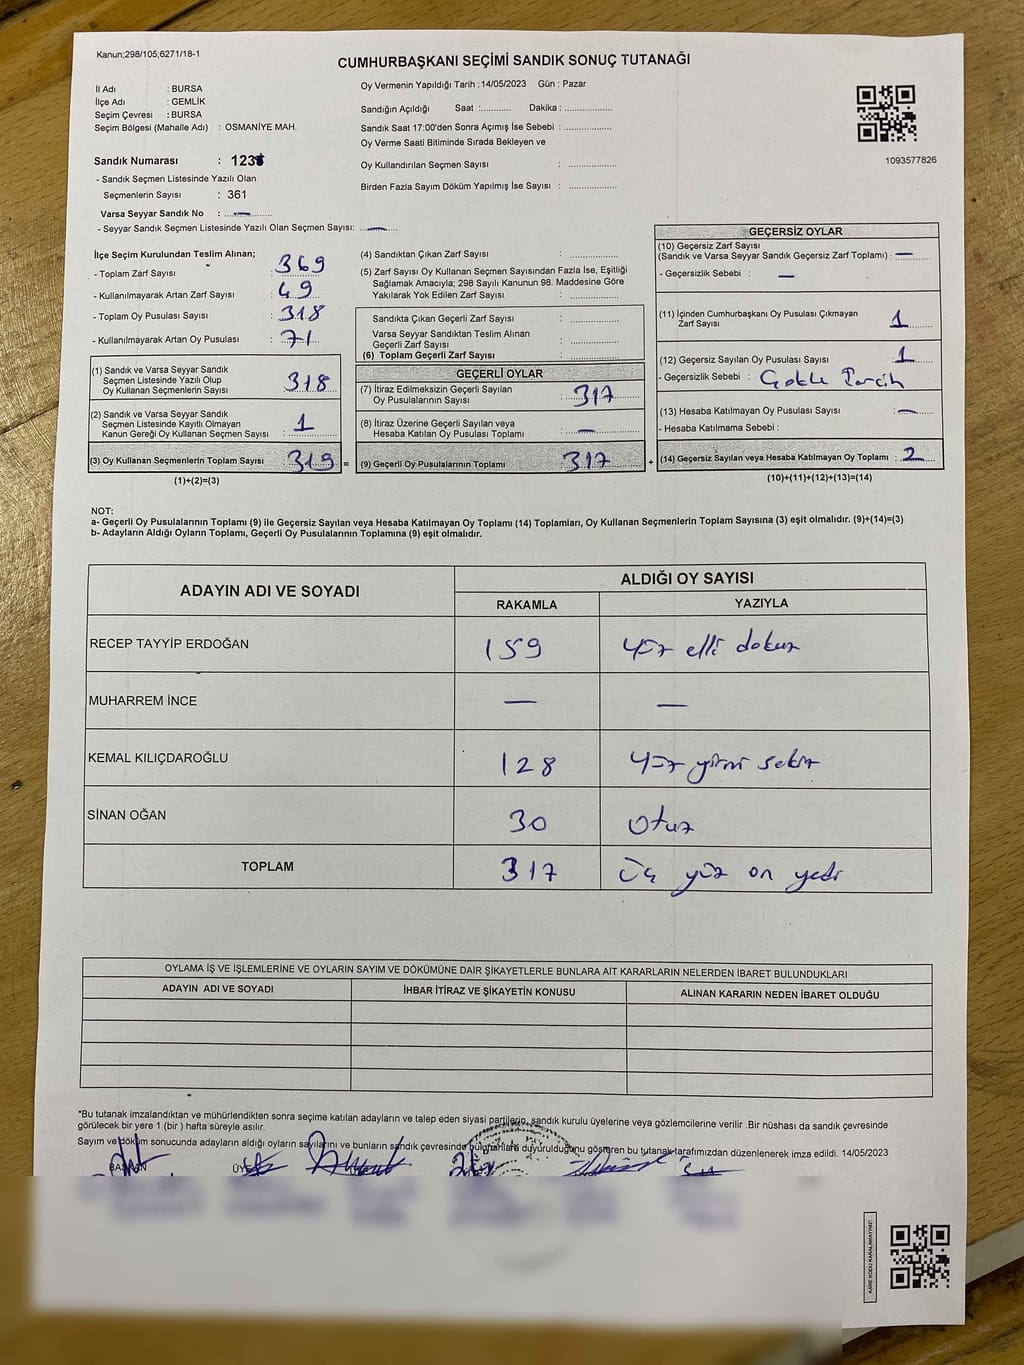 Kanun;298/105;6271/18-1
CUMHURBAŞKANI SEÇİMİ SANDIK SONUÇ TUTANAĞI
İl Adı : BURSA
İlçe Adı : GEMLİK
Seçim Çevresi : BURSA
Seçim Bölgesi (Mahalle Adı) : OSMANİYE MAH.
Sandık Numarası : 123
- Sandık Seçmen Listesinde Yazılı Olan
Seçmenlerin Sayısı : 361
Varsa Seyyar Sandık No : —
- Seyyar Sandık Seçmen Listesinde Yazılı Olan Seçmen Sayısı: —
Oy Vermenin Yapıldığı Tarih : 14/05/2023 Gün : Pazar
Sandığın Açıldığı Saat :........... Dakika : ................
Sandık Saat 17:00'den Sonra Açımış İse Sebebi : ................
Oy Verme Saati Bitiminde Sırada Bekleyen ve
Oy Kullandırılan Seçmen Sayısı : ................
Birden Fazla Sayım Döküm Yapılmış İse Sayısı : ................
1093577826
İlçe Seçim Kurulundan Teslim Alınan;
- Toplam Zarf Sayısı : 369
- Kullanılmayarak Artan Zarf Sayısı : 49
- Toplam Oy Pusulası Sayısı : 318
- Kullanılmayarak Artan Oy Pusulası : 71
(1) Sandık ve Varsa Seyyar Sandık
Seçmen Listesinde Yazılı Olup
Oy Kullanan Seçmenlerin Sayısı : 318
(2) Sandık ve Varsa Seyyar Sandık
Seçmen Listesinde Kayıtlı Olmayan
Kanun Gereği Oy Kullanan Seçmen Sayısı : 1
(3) Oy Kullanan Seçmenlerin Toplam Sayısı : 319 =
(1)+(2)=(3)
(4) Sandıktan Çıkan Zarf Sayısı : ................
(5) Zarf Sayısı Oy Kullanan Seçmen Sayısından Fazla İse, Eşitliği
Sağlamak Amacıyla; 298 Sayılı Kanunun 98. Maddesine Göre
Yakılarak Yok Edilen Zarf Sayısı : ................
Sandıkta Çıkan Geçerli Zarf Sayısı : ................
Varsa Seyyar Sandıktan Teslim Alınan
Geçerli Zarf Sayısı : ................
(6) Toplam Geçerli Zarf Sayısı : ................
GEÇERLİ OYLAR
(7) İtiraz Edilmeksizin Geçerli Sayılan
Oy Pusulalarının Sayısı : 317
(8) İtiraz Üzerine Geçerli Sayılan veya
Hesaba Katılan Oy Pusulası Toplamı : —
(9) Geçerli Oy Pusulalarının Toplamı : 317 +
GEÇERSİZ OYLAR
(10) Geçersiz Zarf Sayısı
(Sandık ve Varsa Seyyar Sandık Geçersiz Zarf Toplamı) : —
- Geçersizlik Sebebi : —
(11) İçinden Cumhurbaşkanı Oy Pusulası Çıkmayan
Zarf Sayısı : 1
(12) Geçersiz Sayılan Oy Pusulası Sayısı : 1
- Geçersizlik Sebebi :
(13) Hesaba Katılmayan Oy Pusulası Sayısı : —
- Hesaba Katılmama Sebebi :
(14) Geçersiz Sayılan veya Hesaba Katılmayan Oy Toplamı : 2
(10)+(11)+(12)+(13)=(14)
NOT:
a- Geçerli Oy Pusulalarının Toplamı (9) ile Geçersiz Sayılan veya Hesaba Katılmayan Oy Toplamı (14) Toplamları, Oy Kullanan Seçmenlerin Toplam Sayısına (3) eşit olmalıdır. (9)+(14)=(3)
b- Adayların Aldığı Oyların Toplamı, Geçerli Oy Pusulalarının Toplamına (9) eşit olmalıdır.
ADAYIN ADI VE SOYADI ALDIĞI OY SAYISI
RAKAMLA YAZIYLA
RECEP TAYYİP ERDOĞAN 159 yüz elli dokuz
MUHARREM İNCE — —
KEMAL KILIÇDAROĞLU 128 yüz yirmi sekiz
SİNAN OĞAN 30 otuz
TOPLAM 317 üç yüz on yedi
OYLAMA İŞ VE İŞLEMLERİNE VE OYLARIN SAYIM VE DÖKÜMÜNE DAİR ŞİKAYETLERLE BUNLARA AİT KARARLARIN NELERDEN İBARET BULUNDUKLARI
ADAYIN ADI VE SOYADI İHBAR İTİRAZ VE ŞİKAYETİN KONUSU ALINAN KARARIN NEDEN İBARET OLDUĞU
*Bu tutanak imzalandıktan ve mühürlendikten sonra seçime katılan adayların ve talep eden siyasi partilerin, sandık kurulu üyelerine veya gözlemcilerine verilir .Bir nüshası da sandık çevresinde
görülecek bir yere 1 (bir ) hafta süreyle asılır.
Sayım ve döküm sonucunda adayların aldığı oyların sayılarını ve bunların sandık çevresinde bulunanlara duyurulduğunu gösteren bu tutanak tarafımızdan düzenlenerek imza edildi. 14/05/2023
BAŞKAN ÜYE
KARE KODU KARALAMAYINIZ!